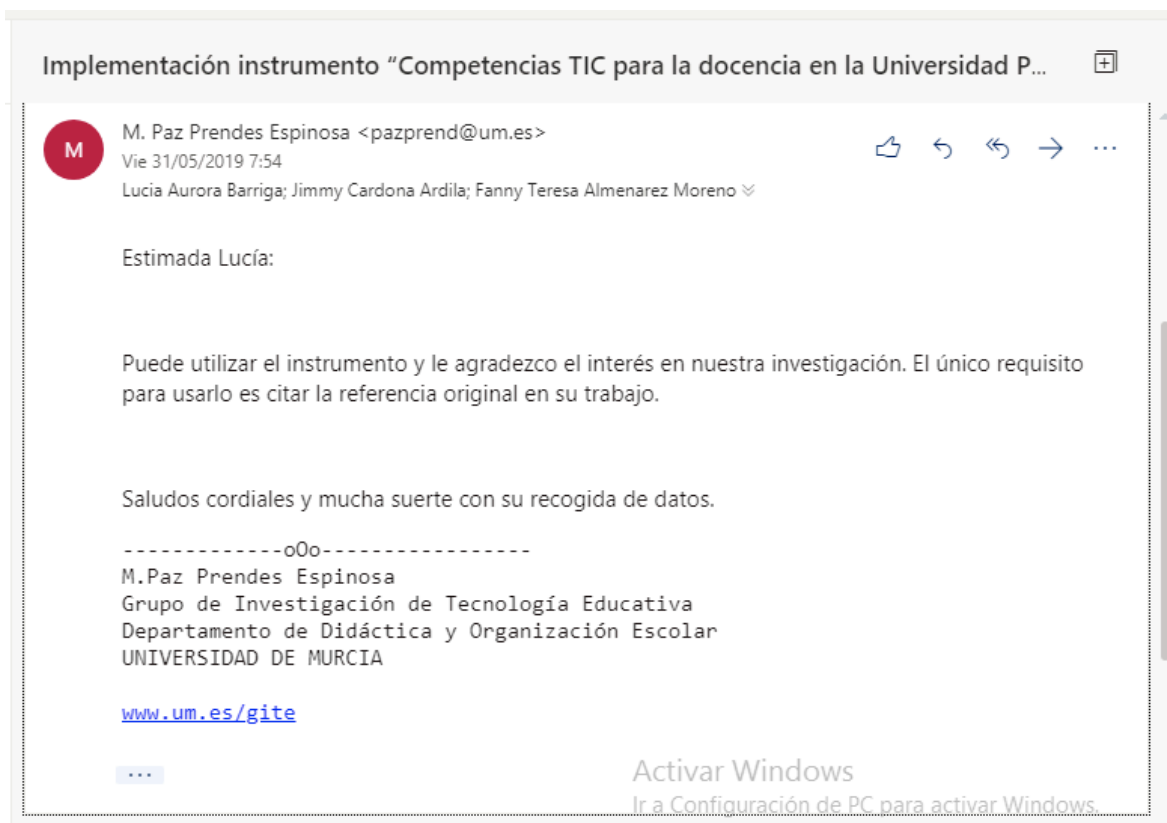 Implementación instrumento “Competencias TIC para la docencia en la Universidad P...
M
M. Paz Prendes Espinosa <pazprend@um.es>
Vie 31/05/2019 7:54
Lucia Aurora Barriga; Jimmy Cardona Ardila; Fanny Teresa Almenarez Moreno
Estimada Lucía:
Puede utilizar el instrumento y le agradezco el interés en nuestra investigación. El único requisito
para usarlo es citar la referencia original en su trabajo.
Saludos cordiales y mucha suerte con su recogida de datos.
-------------oOo-----------------
M.Paz Prendes Espinosa
Grupo de Investigación de Tecnología Educativa
Departamento de Didáctica y Organización Escolar
UNIVERSIDAD DE MURCIA
www.um.es/gite
...
Activar Windows
Ir a Configuración de PC para activar Windows.